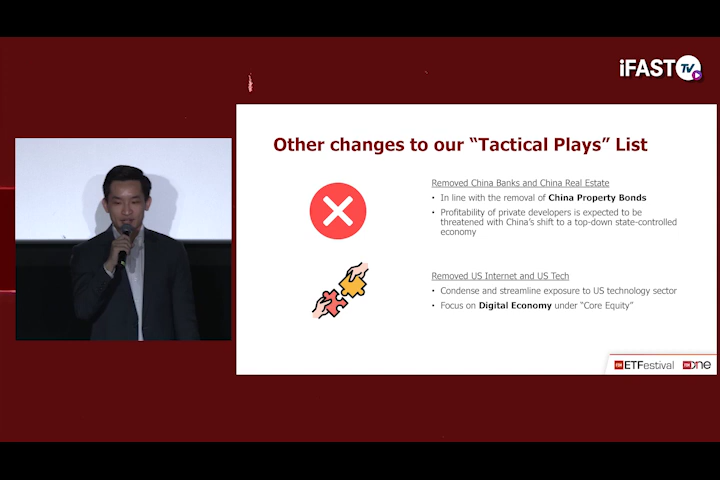 iFAST TV
Other changes to our “Tactical Plays” List
Removed China Banks and China Real Estate
• In line with the removal of China Property Bonds
• Profitability of private developers is expected to be
threatened with China’s shift to a top-down state-controlled
economy
Removed US Internet and US Tech
• Condense and streamline exposure to US technology sector
• Focus on Digital Economy under “Core Equity”
ETFestival
one